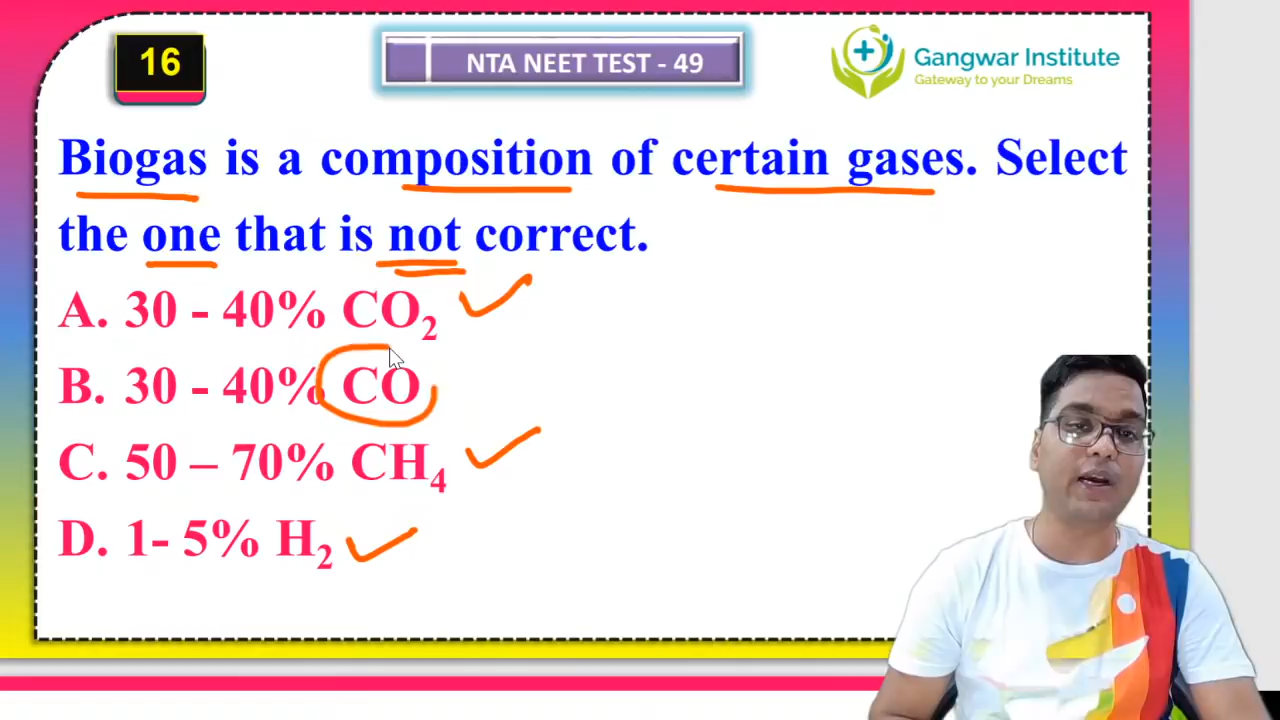 16
NTA NEET TEST - 49
Gangwar Institute
Gateway to your Dreams
Biogas is a composition of certain gases. Select
the one that is not correct.
A. 30 - 40% CO₂
B. 30 - 40% CO
C. 50 – 70% CH₄
D. 1- 5% H₂